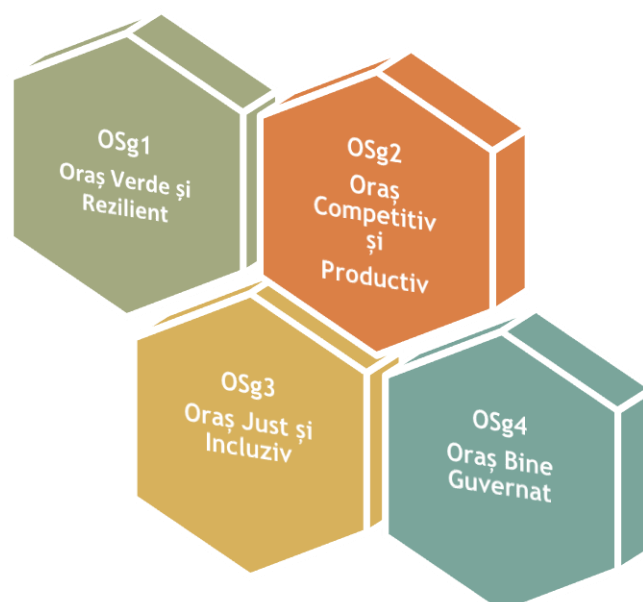 OSg1
Oraș Verde și
Rezilient
OSg2
Oraș
Competitiv
și
Productiv
OSg3
Oraș Just și
Incluziv
OSg4
Oraș Bine
Guvernat